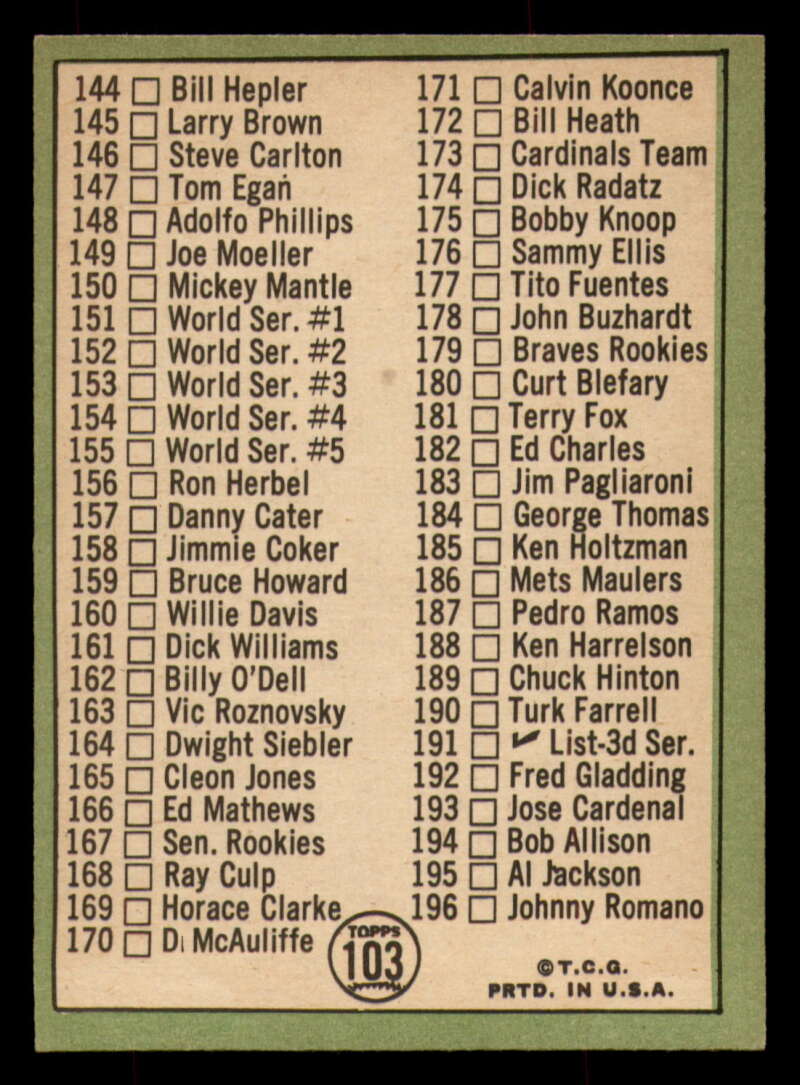 144 □ Bill Hepler
145 □ Larry Brown
146 □ Steve Carlton
147 □ Tom Egan
148 □ Adolfo Phillips
149 □ Joe Moeller
150 □ Mickey Mantle
151 □ World Ser. #1
152 □ World Ser. #2
153 □ World Ser. #3
154 □ World Ser. #4
155 □ World Ser. #5
156 □ Ron Herbel
157 □ Danny Cater
158 □ Jimmie Coker
159 □ Bruce Howard
160 □ Willie Davis
161 □ Dick Williams
162 □ Billy O'Dell
163 □ Vic Roznovsky
164 □ Dwight Siebler
165 □ Cleon Jones
166 □ Ed Mathews
167 □ Sen. Rookies
168 □ Ray Culp
169 □ Horace Clarke
170 □ Di McAuliffe
171 □ Calvin Koonce
172 □ Bill Heath
173 □ Cardinals Team
174 □ Dick Radatz
175 □ Bobby Knoop
176 □ Sammy Ellis
177 □ Tito Fuentes
178 □ John Buzhardt
179 □ Braves Rookies
180 □ Curt Blefary
181 □ Terry Fox
182 □ Ed Charles
183 □ Jim Pagliaroni
184 □ George Thomas
185 □ Ken Holtzman
186 □ Mets Maulers
187 □ Pedro Ramos
188 □ Ken Harrelson
189 □ Chuck Hinton
190 □ Turk Farrell
191 □ ✔ List-3d Ser.
192 □ Fred Gladding
193 □ Jose Cardenal
194 □ Bob Allison
195 □ Al Jackson
196 □ Johnny Romano
TOPPS
103
©T.C.G.
PRTD. IN U.S.A.